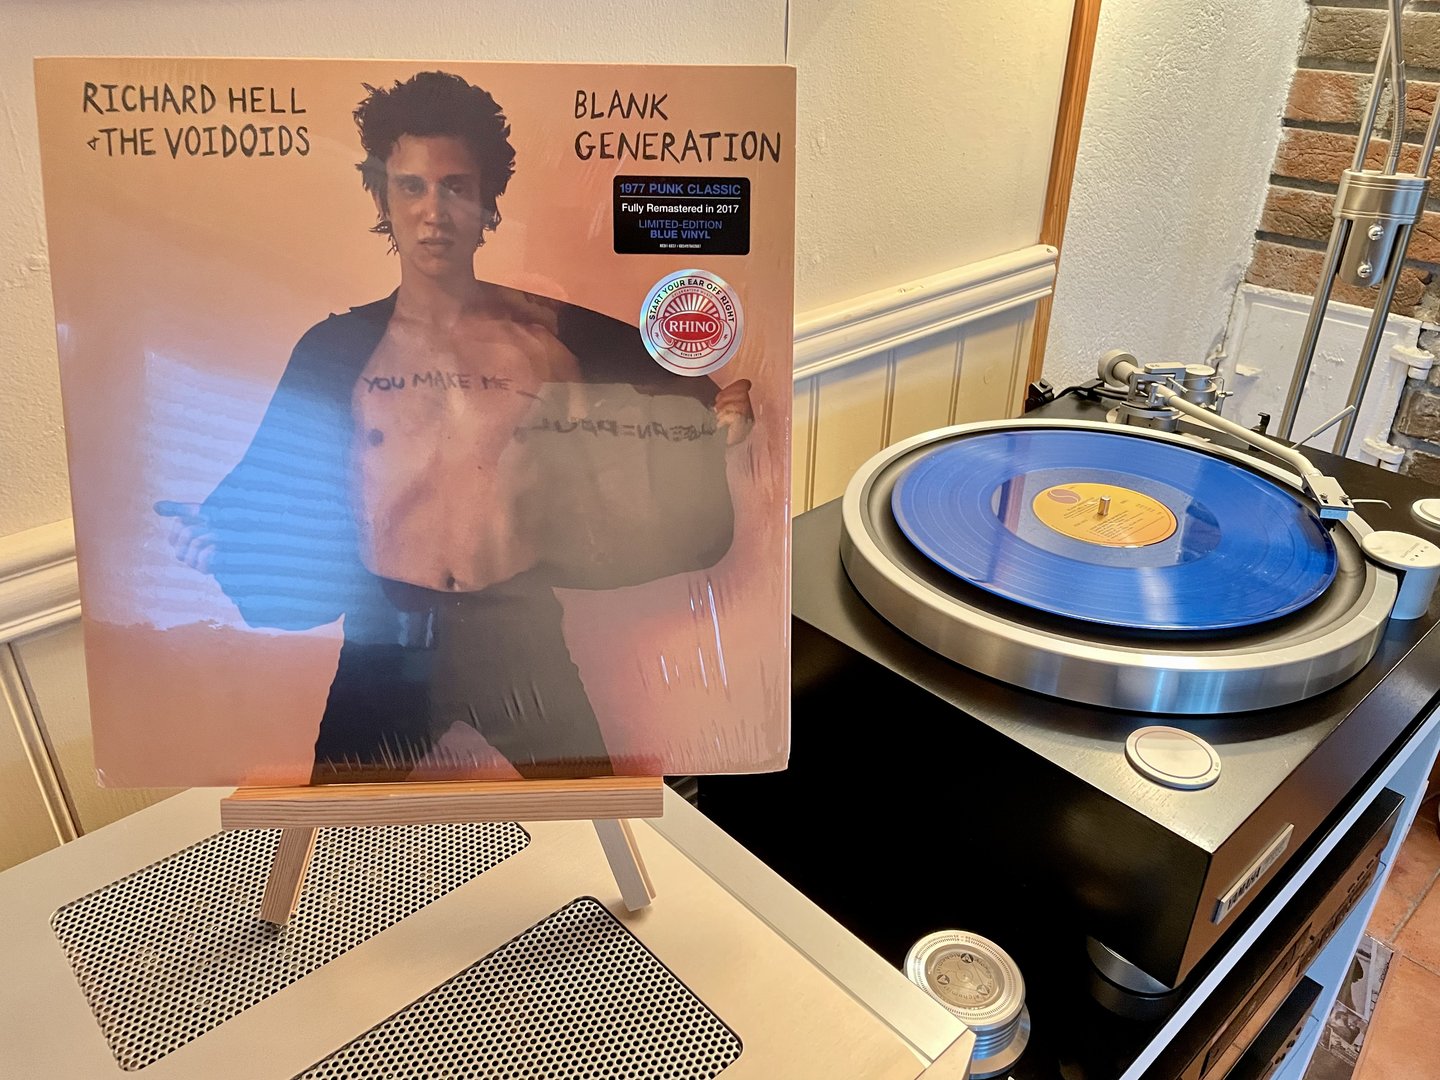 RICHARD HELL
& THE VOIDOIDS
BLANK
GENERATION
1977 PUNK CLASSIC
Fully Remastered in 2017
LIMITED-EDITION
BLUE VINYL
START YOUR EAR OFF RIGHT
RHINO
YOU MAKE ME
YAMAHA